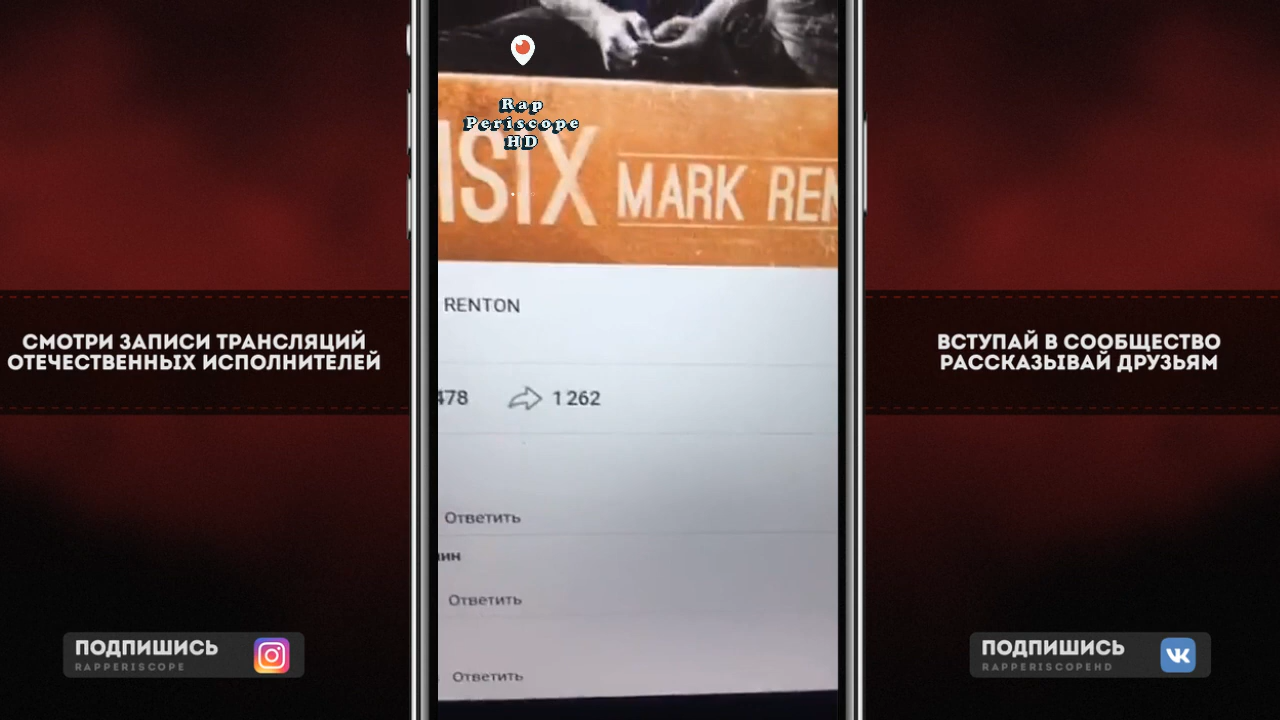 Rap
Periscope
HD
SIX MARK REN
RENTON
478 1 262
Ответить
ин
Ответить
Ответить
СМОТРИ ЗАПИСИ ТРАНСЛЯЦИЙ
ОТЕЧЕСТВЕННЫХ ИСПОЛНИТЕЛЕЙ
ВСТУПАЙ В СООБЩЕСТВО
РАССКАЗЫВАЙ ДРУЗЬЯМ
ПОДПИШИСЬ
RAPPERISCOPE
ПОДПИШИСЬ
RAPPERISCOPEHD